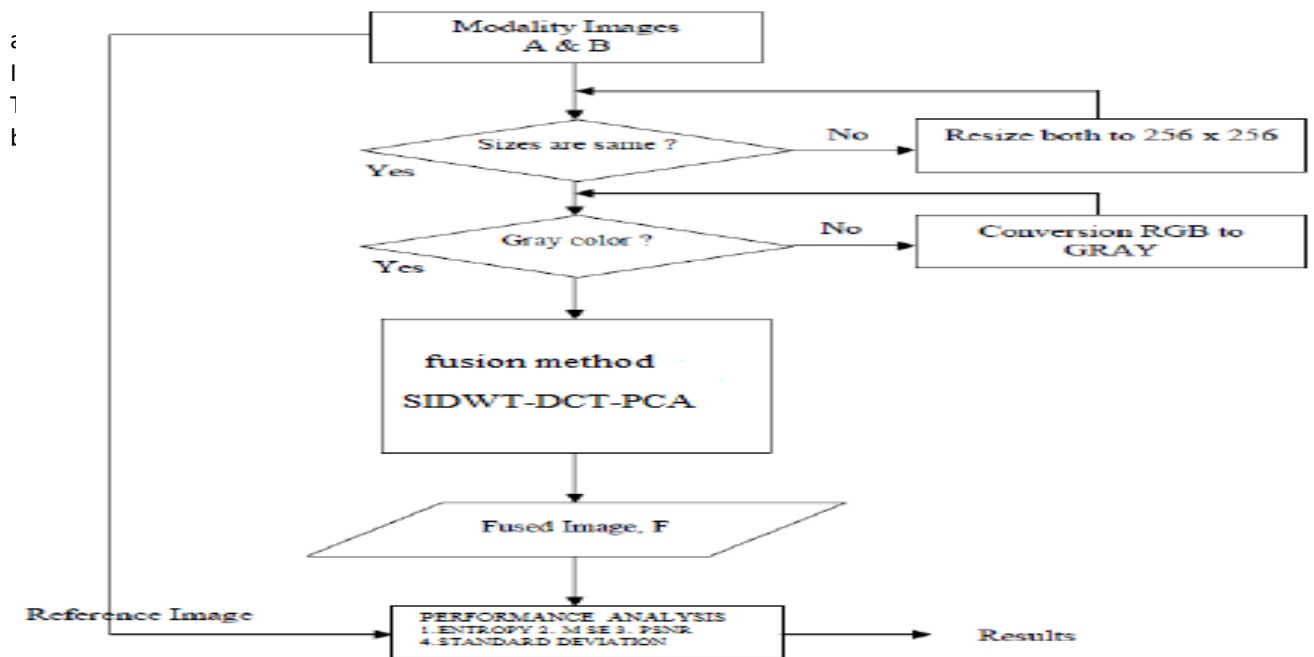 Modality Images
A & B
Sizes are same ?
No
Resize both to 256 x 256
Yes
Gray color ?
No
Conversion RGB to
GRAY
Yes
fusion method
SIDWT-DCT-PCA
Fused Image, F
Reference Image
PERFORMANCE ANALYSIS
1.ENTROPY 2. M SE 3. PSNR
4.STANDARD DEVIATION
Results